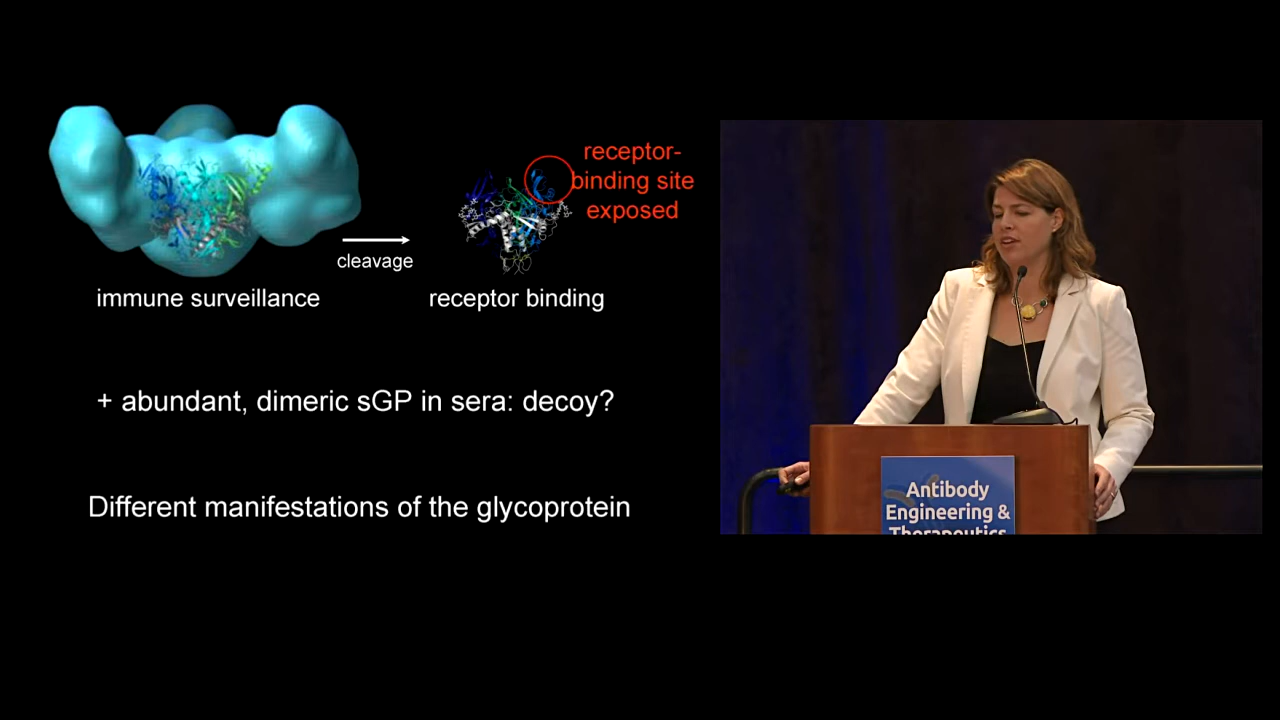 receptor-
binding site
exposed
cleavage
immune surveillance
receptor binding
+ abundant, dimeric sGP in sera: decoy?
Different manifestations of the glycoprotein
Antibody
Engineering &
Therapeutics